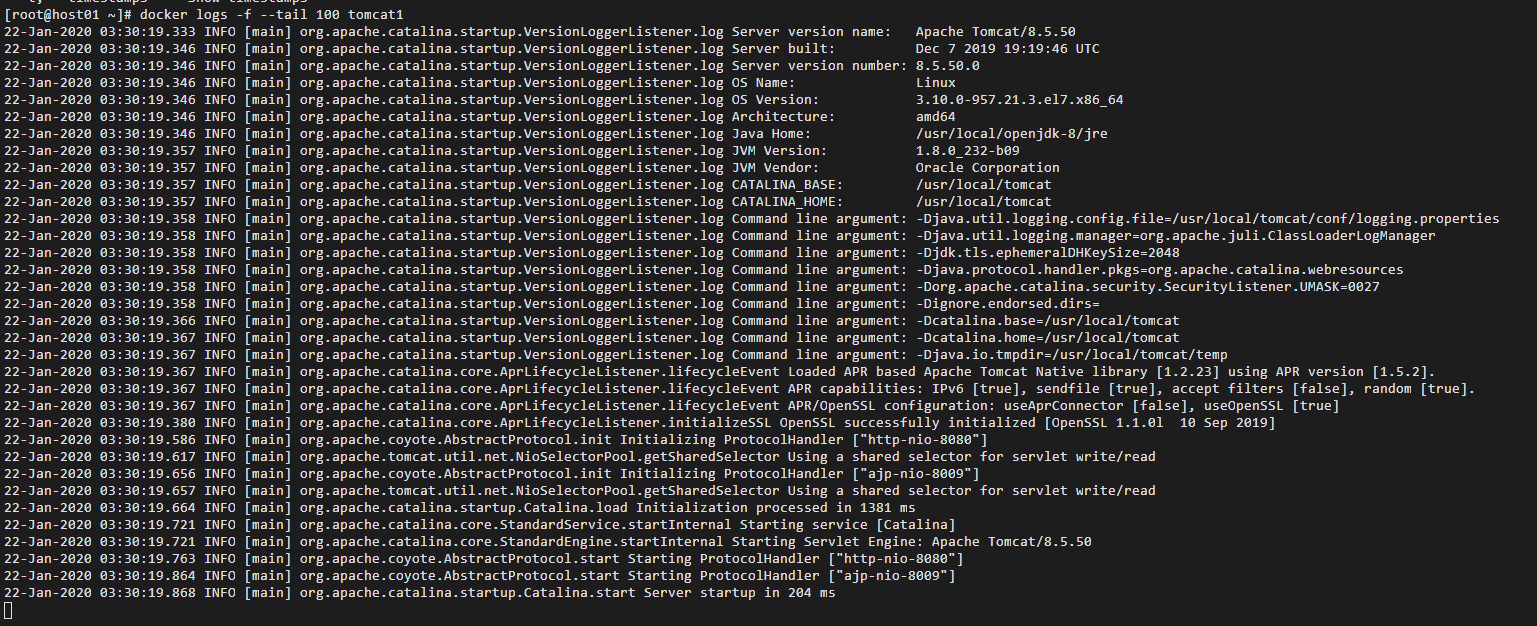 [root@host01 ~]# docker logs -f --tail 100 tomcat1
22-Jan-2020 03:30:19.333 INFO [main] org.apache.catalina.startup.VersionLoggerListener.log Server version name:   Apache Tomcat/8.5.50
22-Jan-2020 03:30:19.346 INFO [main] org.apache.catalina.startup.VersionLoggerListener.log Server built:          Dec 7 2019 19:19:46 UTC
22-Jan-2020 03:30:19.346 INFO [main] org.apache.catalina.startup.VersionLoggerListener.log Server version number: 8.5.50.0
22-Jan-2020 03:30:19.346 INFO [main] org.apache.catalina.startup.VersionLoggerListener.log OS Name:               Linux
22-Jan-2020 03:30:19.346 INFO [main] org.apache.catalina.startup.VersionLoggerListener.log OS Version:            3.10.0-957.21.3.el7.x86_64
22-Jan-2020 03:30:19.346 INFO [main] org.apache.catalina.startup.VersionLoggerListener.log Architecture:          amd64
22-Jan-2020 03:30:19.346 INFO [main] org.apache.catalina.startup.VersionLoggerListener.log Java Home:             /usr/local/openjdk-8/jre
22-Jan-2020 03:30:19.357 INFO [main] org.apache.catalina.startup.VersionLoggerListener.log JVM Version:           1.8.0_232-b09
22-Jan-2020 03:30:19.357 INFO [main] org.apache.catalina.startup.VersionLoggerListener.log JVM Vendor:            Oracle Corporation
22-Jan-2020 03:30:19.357 INFO [main] org.apache.catalina.startup.VersionLoggerListener.log CATALINA_BASE:         /usr/local/tomcat
22-Jan-2020 03:30:19.357 INFO [main] org.apache.catalina.startup.VersionLoggerListener.log CATALINA_HOME:         /usr/local/tomcat
22-Jan-2020 03:30:19.358 INFO [main] org.apache.catalina.startup.VersionLoggerListener.log Command line argument: -Djava.util.logging.config.file=/usr/local/tomcat/conf/logging.properties
22-Jan-2020 03:30:19.358 INFO [main] org.apache.catalina.startup.VersionLoggerListener.log Command line argument: -Djava.util.logging.manager=org.apache.juli.ClassLoaderLogManager
22-Jan-2020 03:30:19.358 INFO [main] org.apache.catalina.startup.VersionLoggerListener.log Command line argument: -Djdk.tls.ephemeralDHKeySize=2048
22-Jan-2020 03:30:19.358 INFO [main] org.apache.catalina.startup.VersionLoggerListener.log Command line argument: -Djava.protocol.handler.pkgs=org.apache.catalina.webresources
22-Jan-2020 03:30:19.358 INFO [main] org.apache.catalina.startup.VersionLoggerListener.log Command line argument: -Dorg.apache.catalina.security.SecurityListener.UMASK=0027
22-Jan-2020 03:30:19.358 INFO [main] org.apache.catalina.startup.VersionLoggerListener.log Command line argument: -Dignore.endorsed.dirs=
22-Jan-2020 03:30:19.366 INFO [main] org.apache.catalina.startup.VersionLoggerListener.log Command line argument: -Dcatalina.base=/usr/local/tomcat
22-Jan-2020 03:30:19.367 INFO [main] org.apache.catalina.startup.VersionLoggerListener.log Command line argument: -Dcatalina.home=/usr/local/tomcat
22-Jan-2020 03:30:19.367 INFO [main] org.apache.catalina.startup.VersionLoggerListener.log Command line argument: -Djava.io.tmpdir=/usr/local/tomcat/temp
22-Jan-2020 03:30:19.367 INFO [main] org.apache.catalina.core.AprLifecycleListener.lifecycleEvent Loaded APR based Apache Tomcat Native library [1.2.23] using APR version [1.5.2].
22-Jan-2020 03:30:19.367 INFO [main] org.apache.catalina.core.AprLifecycleListener.lifecycleEvent APR capabilities: IPv6 [true], sendfile [true], accept filters [false], random [true].
22-Jan-2020 03:30:19.367 INFO [main] org.apache.catalina.core.AprLifecycleListener.lifecycleEvent APR/OpenSSL configuration: useAprConnector [false], useOpenSSL [true]
22-Jan-2020 03:30:19.380 INFO [main] org.apache.catalina.core.AprLifecycleListener.initializeSSL OpenSSL successfully initialized [OpenSSL 1.1.0l  10 Sep 2019]
22-Jan-2020 03:30:19.586 INFO [main] org.apache.coyote.AbstractProtocol.init Initializing ProtocolHandler ["http-nio-8080"]
22-Jan-2020 03:30:19.617 INFO [main] org.apache.tomcat.util.net.NioSelectorPool.getSharedSelector Using a shared selector for servlet write/read
22-Jan-2020 03:30:19.656 INFO [main] org.apache.coyote.AbstractProtocol.init Initializing ProtocolHandler ["ajp-nio-8009"]
22-Jan-2020 03:30:19.657 INFO [main] org.apache.tomcat.util.net.NioSelectorPool.getSharedSelector Using a shared selector for servlet write/read
22-Jan-2020 03:30:19.664 INFO [main] org.apache.catalina.startup.Catalina.load Initialization processed in 1381 ms
22-Jan-2020 03:30:19.721 INFO [main] org.apache.catalina.core.StandardService.startInternal Starting service [Catalina]
22-Jan-2020 03:30:19.721 INFO [main] org.apache.catalina.core.StandardEngine.startInternal Starting Servlet Engine: Apache Tomcat/8.5.50
22-Jan-2020 03:30:19.763 INFO [main] org.apache.coyote.AbstractProtocol.start Starting ProtocolHandler ["http-nio-8080"]
22-Jan-2020 03:30:19.864 INFO [main] org.apache.coyote.AbstractProtocol.start Starting ProtocolHandler ["ajp-nio-8009"]
22-Jan-2020 03:30:19.868 INFO [main] org.apache.catalina.startup.Catalina.start Server startup in 204 ms